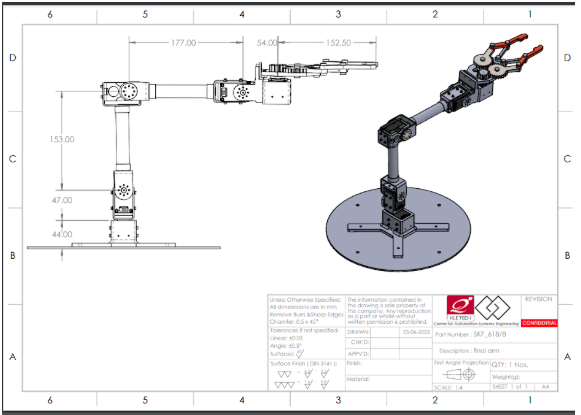 6 5 4 3 2 1
D D
177.00 54.00 152.50
153.00
C C
47.00
44.00
B B
Unless Otherwise Specified:
All dimensions are in mm
Remove Burrs &Sharp Edges
Chamfer: 0.5 x 45°
Tolerances if not specified
Linear: ±0.05
Angle: ±0.5°
Surfaces:
Surface Finish ( DIN 3141 ):
The information contained in
this drawing is sole property of
this company. Any reproduction
as a part or whole without
written permission is prohibited.
DRAWN: 25-06-2022
CHK'D:
APPV'D:
Finish:
Material:
KLE TECH
Center for Automation Systems Engineering
REVISION
CONFIDENTIAL
Part Number :
Description : final arm
First Angle Projection
QTY: 1 Nos.
Weight(g):
SCALE: 1:4
SHEET 1 of 1
A4
A A
6 5 4 3 2 1